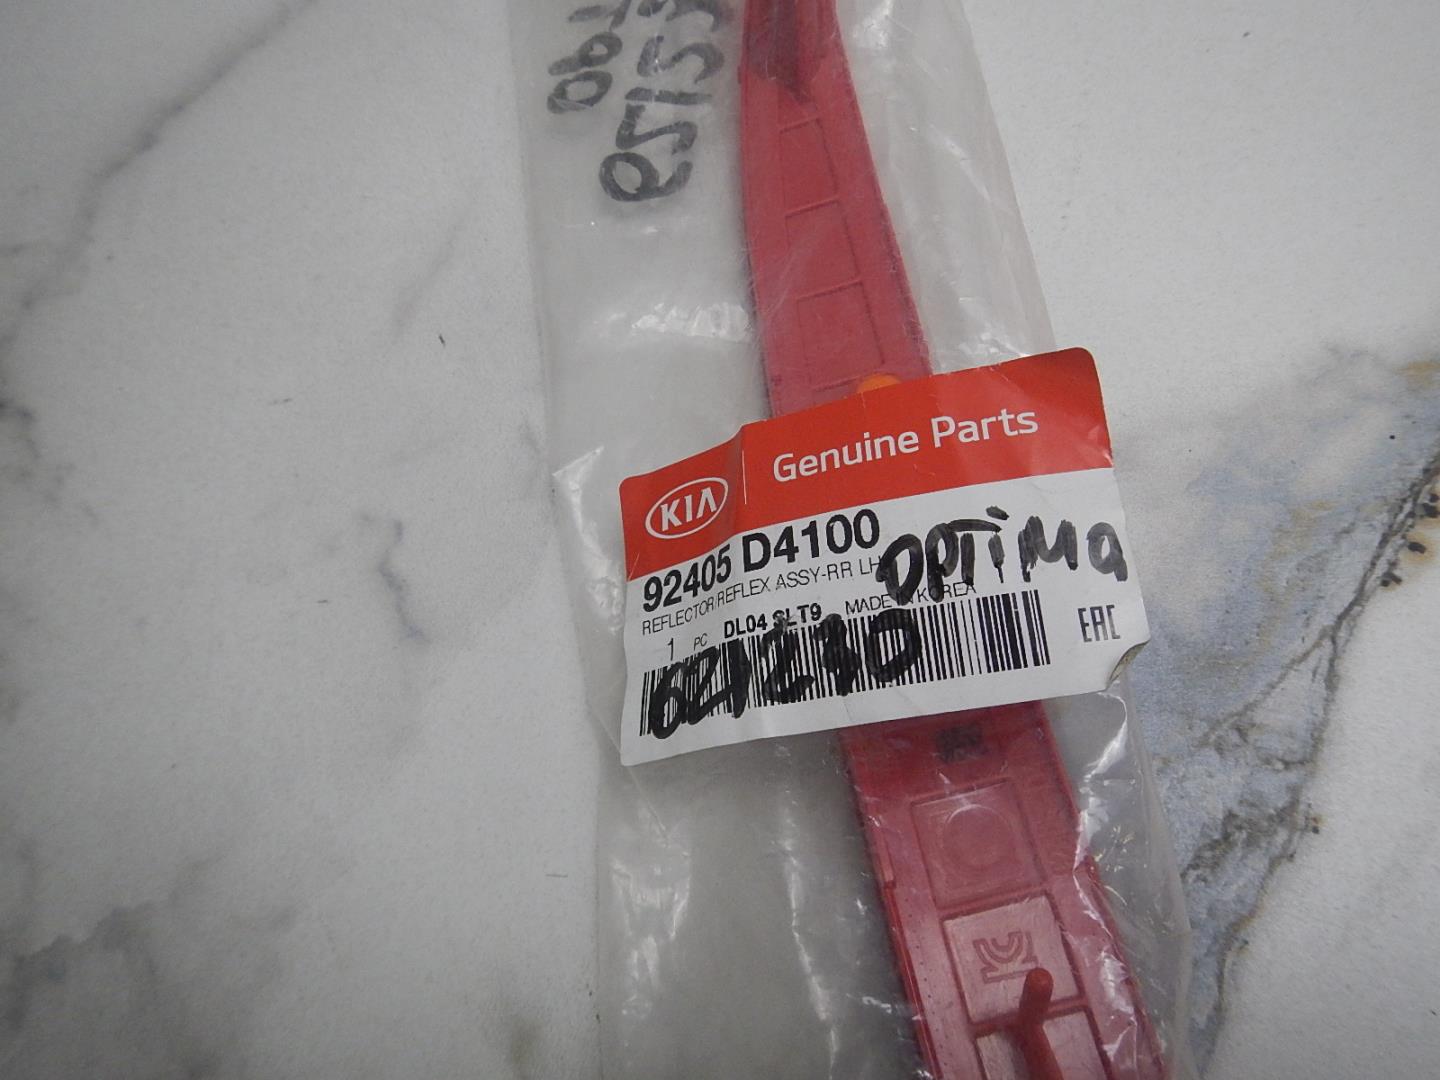 KIA Genuine Parts
92405 D4100
OPTiMa
REFLECTOR/REFLEX ASSY-RR LH
1 PC DL04 SLT9 MADE IN KOREA
EAC
621230